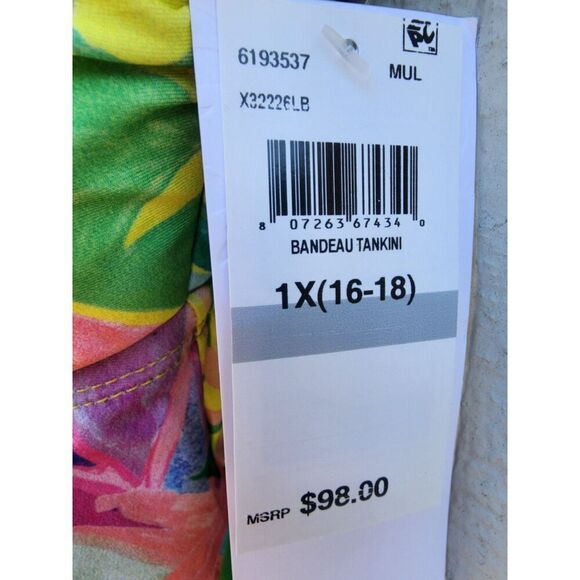 6193537 MUL
X32226LB
8 07263 67434 0
BANDEAU TANKINI
1X(16-18)
MSRP $98.00